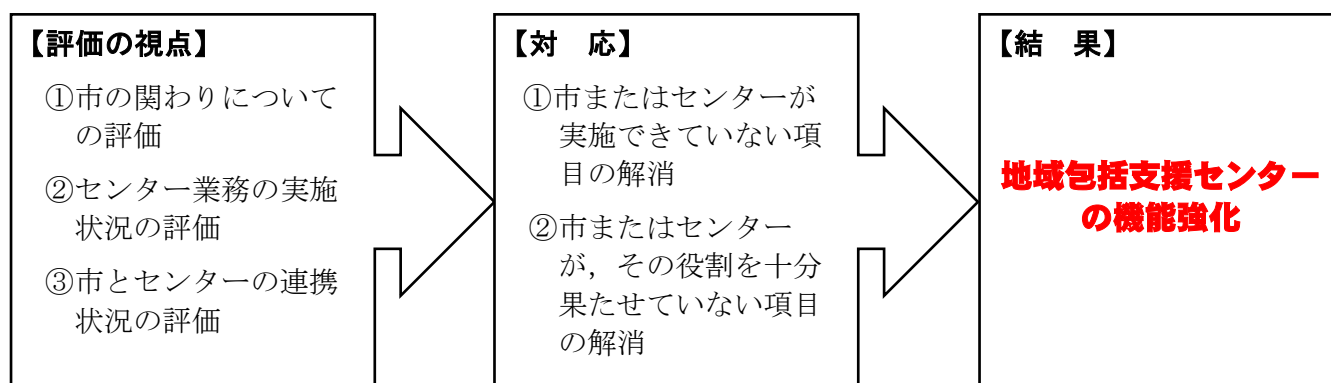 【評価の視点】
①市の関わりについて
の評価
②センター業務の実施
状況の評価
③市とセンターの連携
状況の評価
【対　応】
①市またはセンターが
実施できていない項
目の解消
②市またはセンター
が，その役割を十分
果たせていない項目
の解消
【結　果】
地域包括支援センター
の機能強化